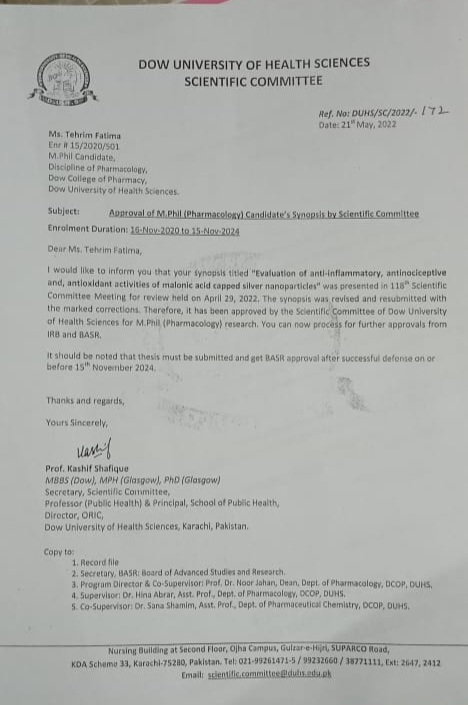 DOW UNIVERSITY OF HEALTH SCIENCES
SCIENTIFIC COMMITTEE
Ref. No: DUHS/SC/2022/-172
Date: 21st May, 2022
Ms. Tehrim Fatima
Enr # 15/2020/501
M.Phil Candidate,
Discipline of Pharmacology,
Dow College of Pharmacy,
Dow University of Health Sciences.
Subject: Approval of M.Phil (Pharmacology) Candidate's Synopsis by Scientific Committee
Enrolment Duration: 16-Nov-2020 to 15-Nov-2024
Dear Ms. Tehrim Fatima,
I would like to inform you that your synopsis titled "Evaluation of anti-inflammatory, antinociceptive
and, antioxidant activities of malonic acid capped silver nanoparticles" was presented in 118th Scientific
Committee Meeting for review held on April 29, 2022. The synopsis was revised and resubmitted with
the marked corrections. Therefore, it has been approved by the Scientific Committee of Dow University
of Health Sciences for M.Phil (Pharmacology) research. You can now process for further approvals from
IRB and BASR.
It should be noted that thesis must be submitted and get BASR approval after successful defense on or
before 15th November 2024.
Thanks and regards,
Yours Sincerely,
Kashif
Prof. Kashif Shafique
MBBS (Dow), MPH (Glasgow), PhD (Glasgow)
Secretary, Scientific Committee,
Professor (Public Health) & Principal, School of Public Health,
Director, ORIC,
Dow University of Health Sciences, Karachi, Pakistan.
Copy to:
1. Record file
2. Secretary, BASR: Board of Advanced Studies and Research.
3. Program Director & Co-Supervisor: Prof. Dr. Noor Jahan, Dean, Dept. of Pharmacology, DCOP, DUHS.
4. Supervisor: Dr. Hina Abrar, Asst. Prof., Dept. of Pharmacology, DCOP, DUHS.
5. Co-Supervisor: Dr. Sana Shamim, Asst. Prof., Dept. of Pharmaceutical Chemistry, DCOP, DUHS.
Nursing Building at Second Floor, Ojha Campus, Gulzar-e-Hijri, SUPARCO Road,
KDA Scheme 33, Karachi-75280, Pakistan. Tel: 021-99261471-5 / 99232660 / 38771111, Ext: 2647, 2412
Email: scientific.committee@duhs.edu.pk